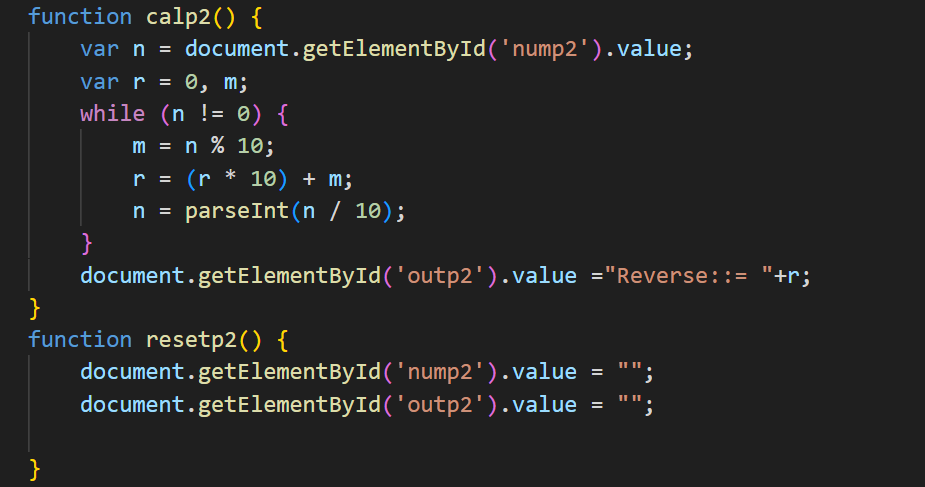 function calp2() {
    var n = document.getElementById('nump2').value;
    var r = 0, m;
    while (n != 0) {
        m = n % 10;
        r = (r * 10) + m;
        n = parseInt(n / 10);
    }
    document.getElementById('outp2').value ="Reverse::= "+r;
}
function resetp2() {
    document.getElementById('nump2').value = "";
    document.getElementById('outp2').value = "";

}